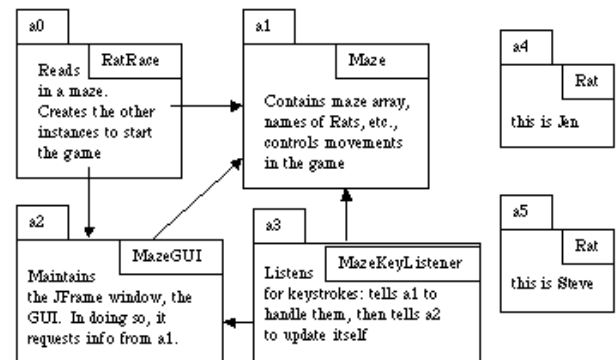 a0
RatRace
Reads
in a maze.
Creates the other
instances to start
the game
a1
Maze
Contains maze array,
names of Rats, etc.,
controls movements
in the game
a4
Rat
this is Jen
a2
MazeGUI
Maintains
the JFrame window, the
GUI. In doing so, it
requests info from a1.
a3
MazeKeyListener
Listens
for keystrokes: tells a1 to
handle them, then tells a2
to update itself
a5
Rat
this is Steve